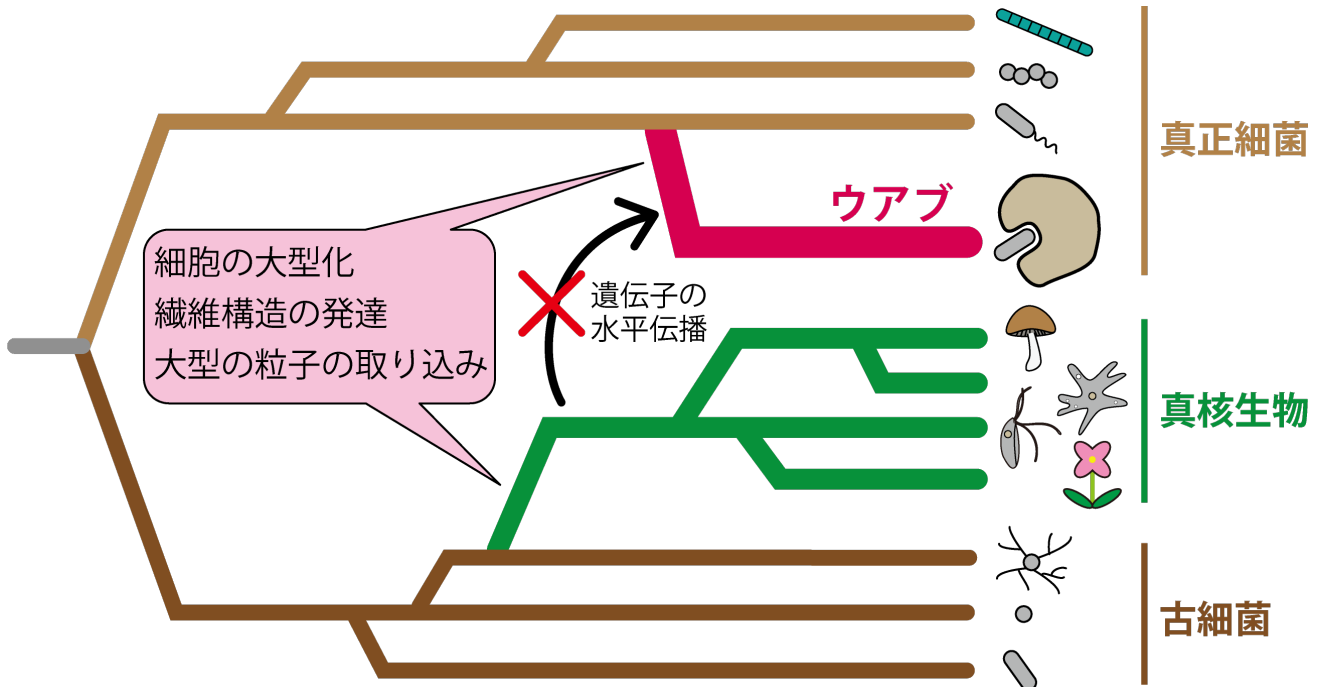 真正細菌
ウアブ
細胞の大型化
繊維構造の発達
大型の粒子の取り込み
遺伝子の
水平伝播
真核生物
古細菌